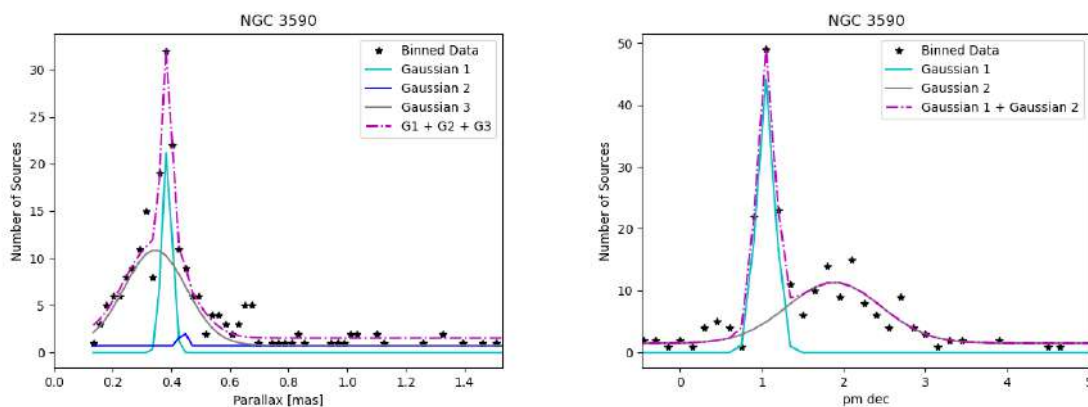 NGC 3590
Number of Sources
30
25
20
15
10
5
0
Binned Data
Gaussian 1
Gaussian 2
Gaussian 3
G1 + G2 + G3
0.0 0.2 0.4 0.6 0.8 1.0 1.2 1.4
Parallax [mas]
NGC 3590
Number of Sources
50
40
30
20
10
0
Binned Data
Gaussian 1
Gaussian 2
Gaussian 1 + Gaussian 2
0 1 2 3 4 5
pm dec